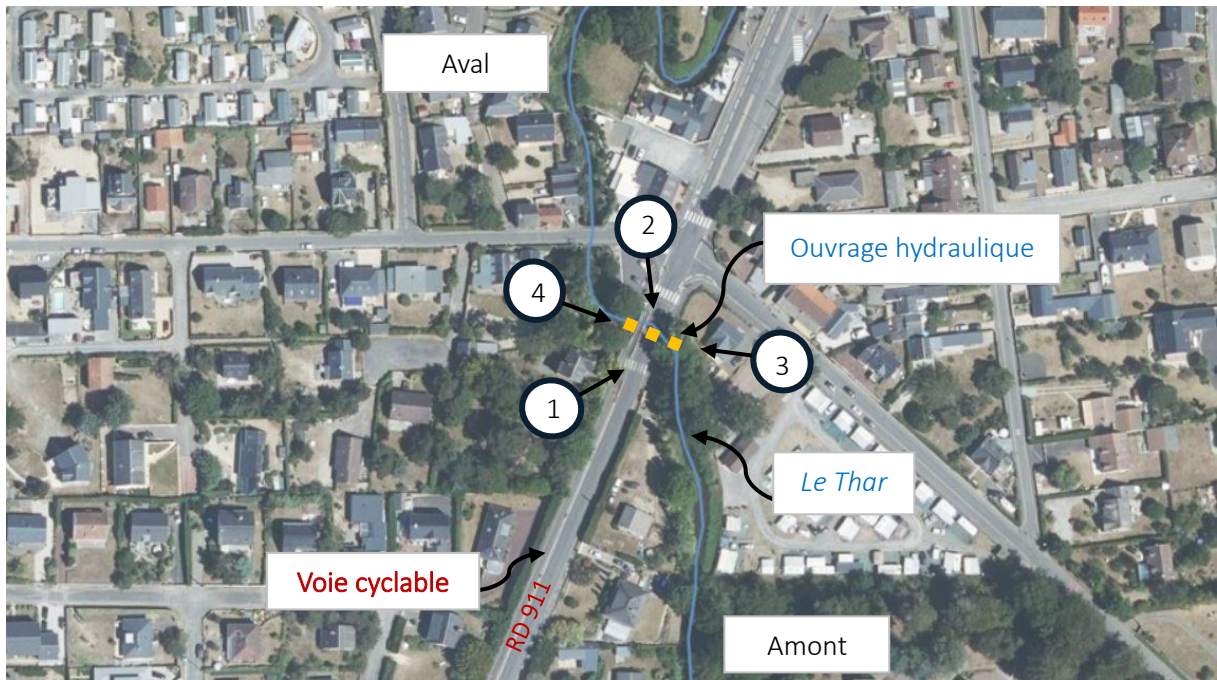 Aval
2
Ouvrage hydraulique
4
3
1
Le Thar
Voie cyclable
RD 911
Amont